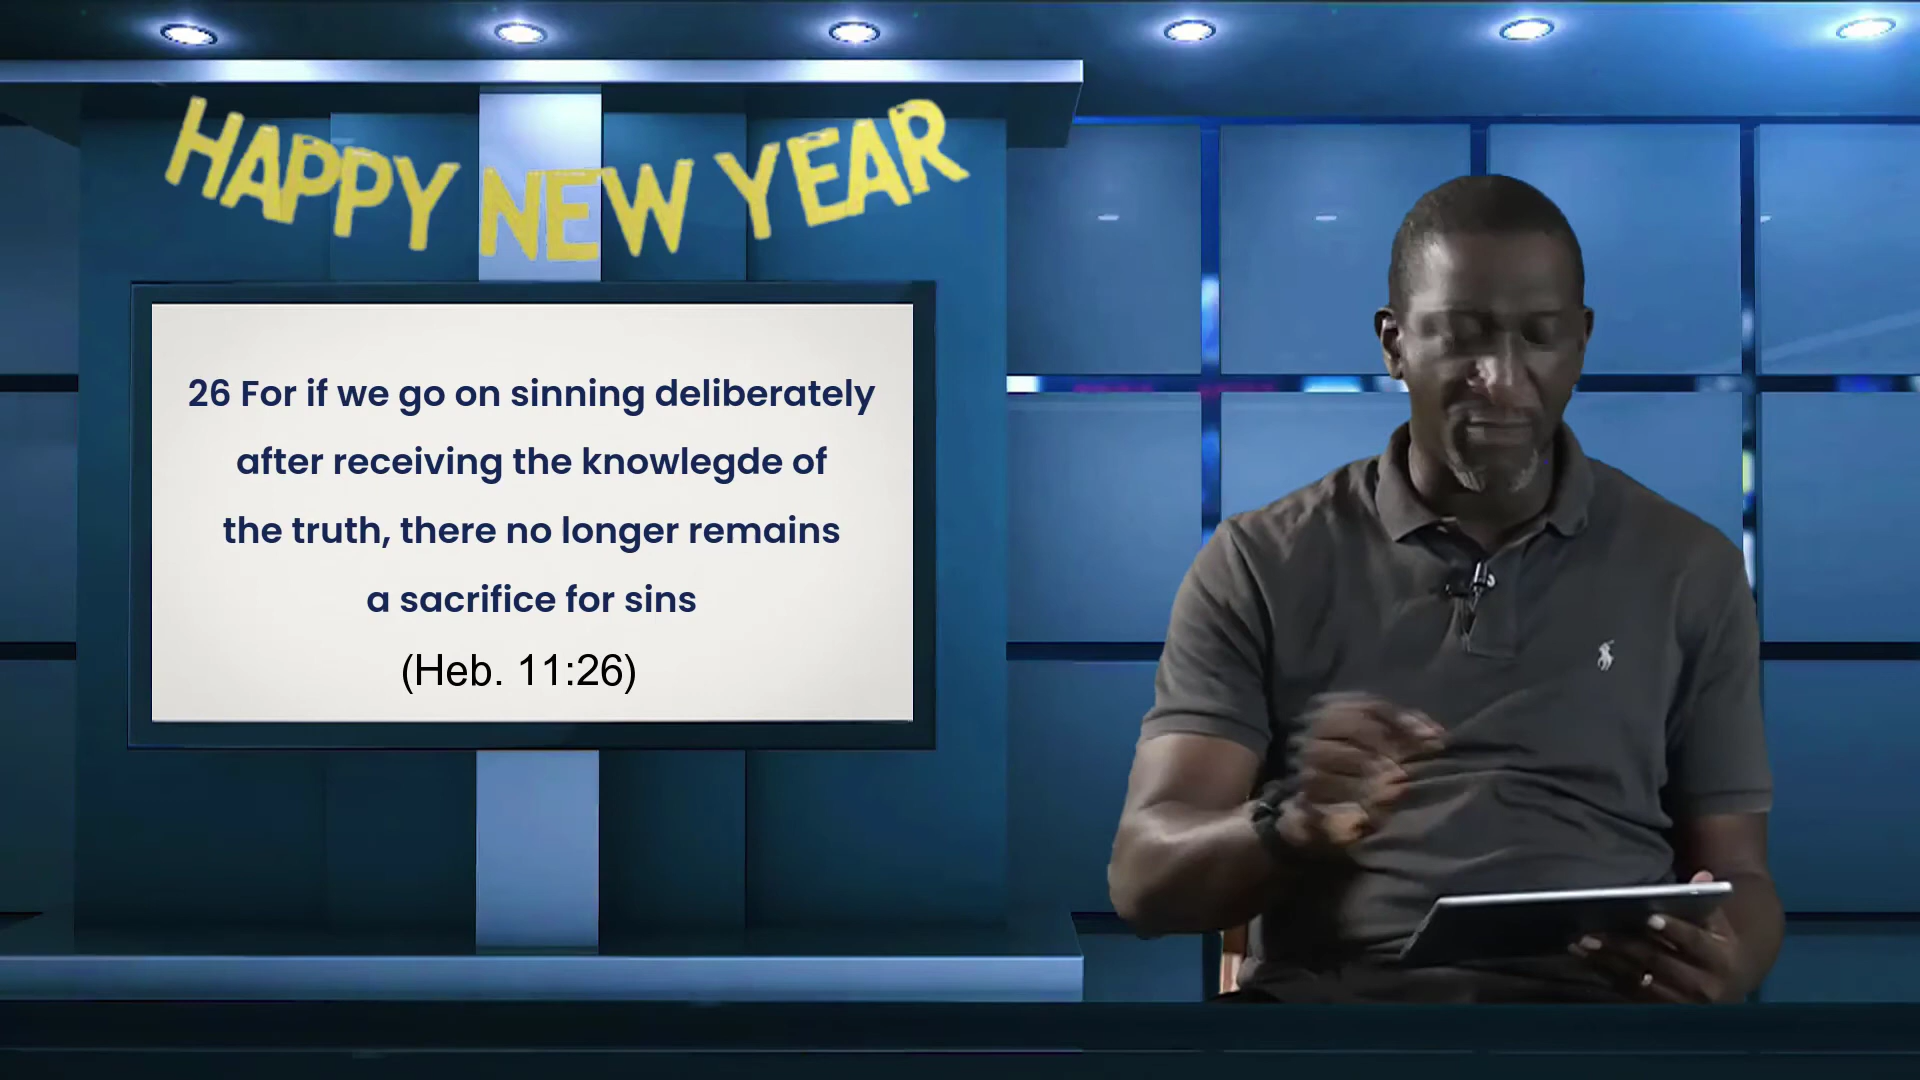 HAPPY NEW YEAR
26 For if we go on sinning deliberately
after receiving the knowlegde of
the truth, there no longer remains
a sacrifice for sins
(Heb. 11:26)